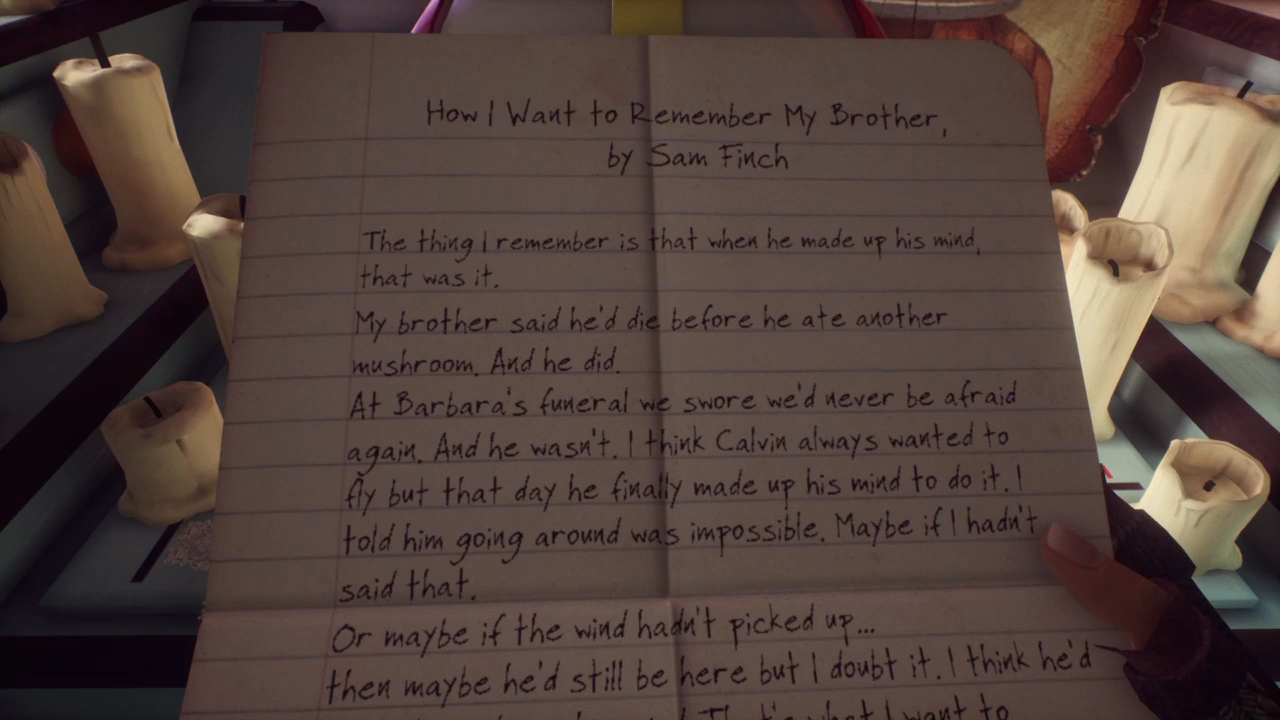 How I Want to Remember My Brother,
by Sam Finch
The thing I remember is that when he made up his mind,
that was it.
My brother said he'd die before he ate another
mushroom. And he did.
At Barbara's funeral we swore we'd never be afraid
again. And he wasn't. I think Calvin always wanted to
fly but that day he finally made up his mind to do it. I
told him going around was impossible. Maybe if I hadn't
said that.
Or maybe if the wind hadn't picked up...
then maybe he'd still be here but I doubt it. I think he'd
That's what I want to